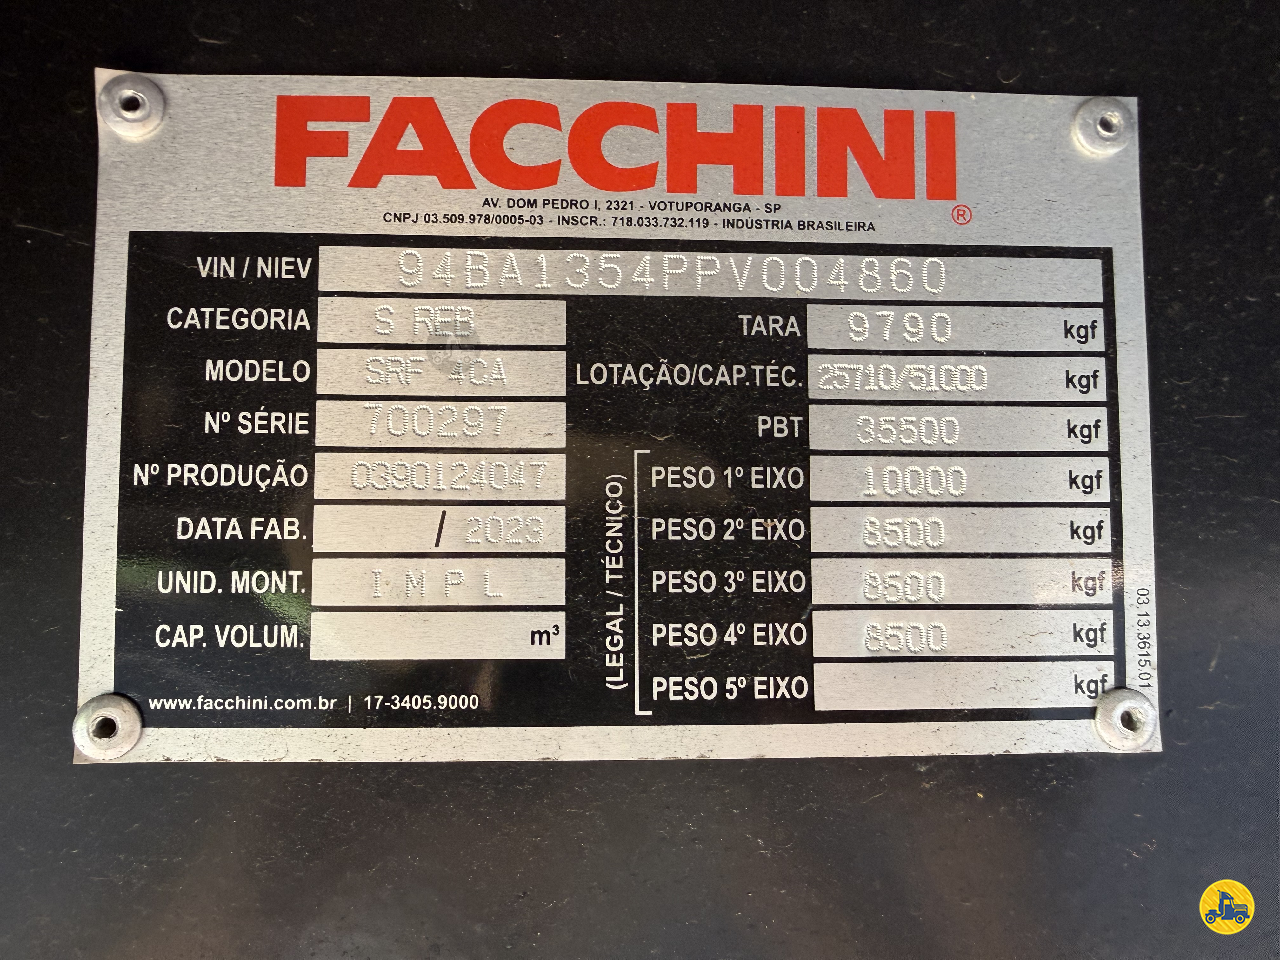 FACCHINI ®
AV. DOM PEDRO I, 2321 - VOTUPORANGA - SP
CNPJ 03.509.978/0005-03 - INSCR.: 718.033.732.119 - INDÚSTRIA BRASILEIRA
VIN / NIEV 94BA1354PPV004860
CATEGORIA S REB
MODELO SRF 4CA
Nº SÉRIE 700297
Nº PRODUÇÃO 0390124047
DATA FAB. / 2023
UNID. MONT. IMPL
CAP. VOLUM. m³
www.facchini.com.br | 17-3405.9000
TARA 9790 kgf
LOTAÇÃO/CAP.TÉC. 25710/51000 kgf
PBT 35500 kgf
(LEGAL / TÉCNICO)
PESO 1º EIXO 10000 kgf
PESO 2º EIXO 8500 kgf
PESO 3º EIXO 8500 kgf
PESO 4º EIXO 8500 kgf
PESO 5º EIXO kgf
03.13.3615.01